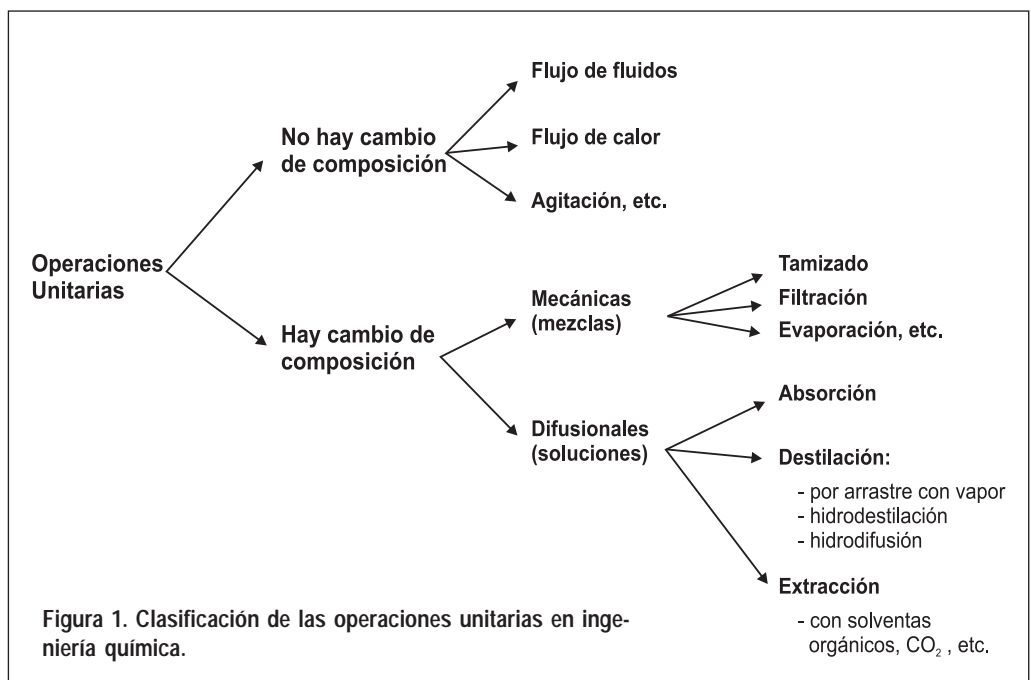 Flujo de fluidos
No hay cambio
de composición
Flujo de calor
Agitación, etc.
Operaciones
Unitarias
Hay cambio de
composición
Mecánicas
(mezclas)
Tamizado
Filtración
Evaporación, etc.
Difusionales
(soluciones)
Absorción
Destilación:
- por arrastre con vapor
- hidrodestilación
- hidrodifusión
Extracción
- con solventas
orgánicos, CO₂ , etc.
Figura 1. Clasificación de las operaciones unitarias en inge-
niería química.